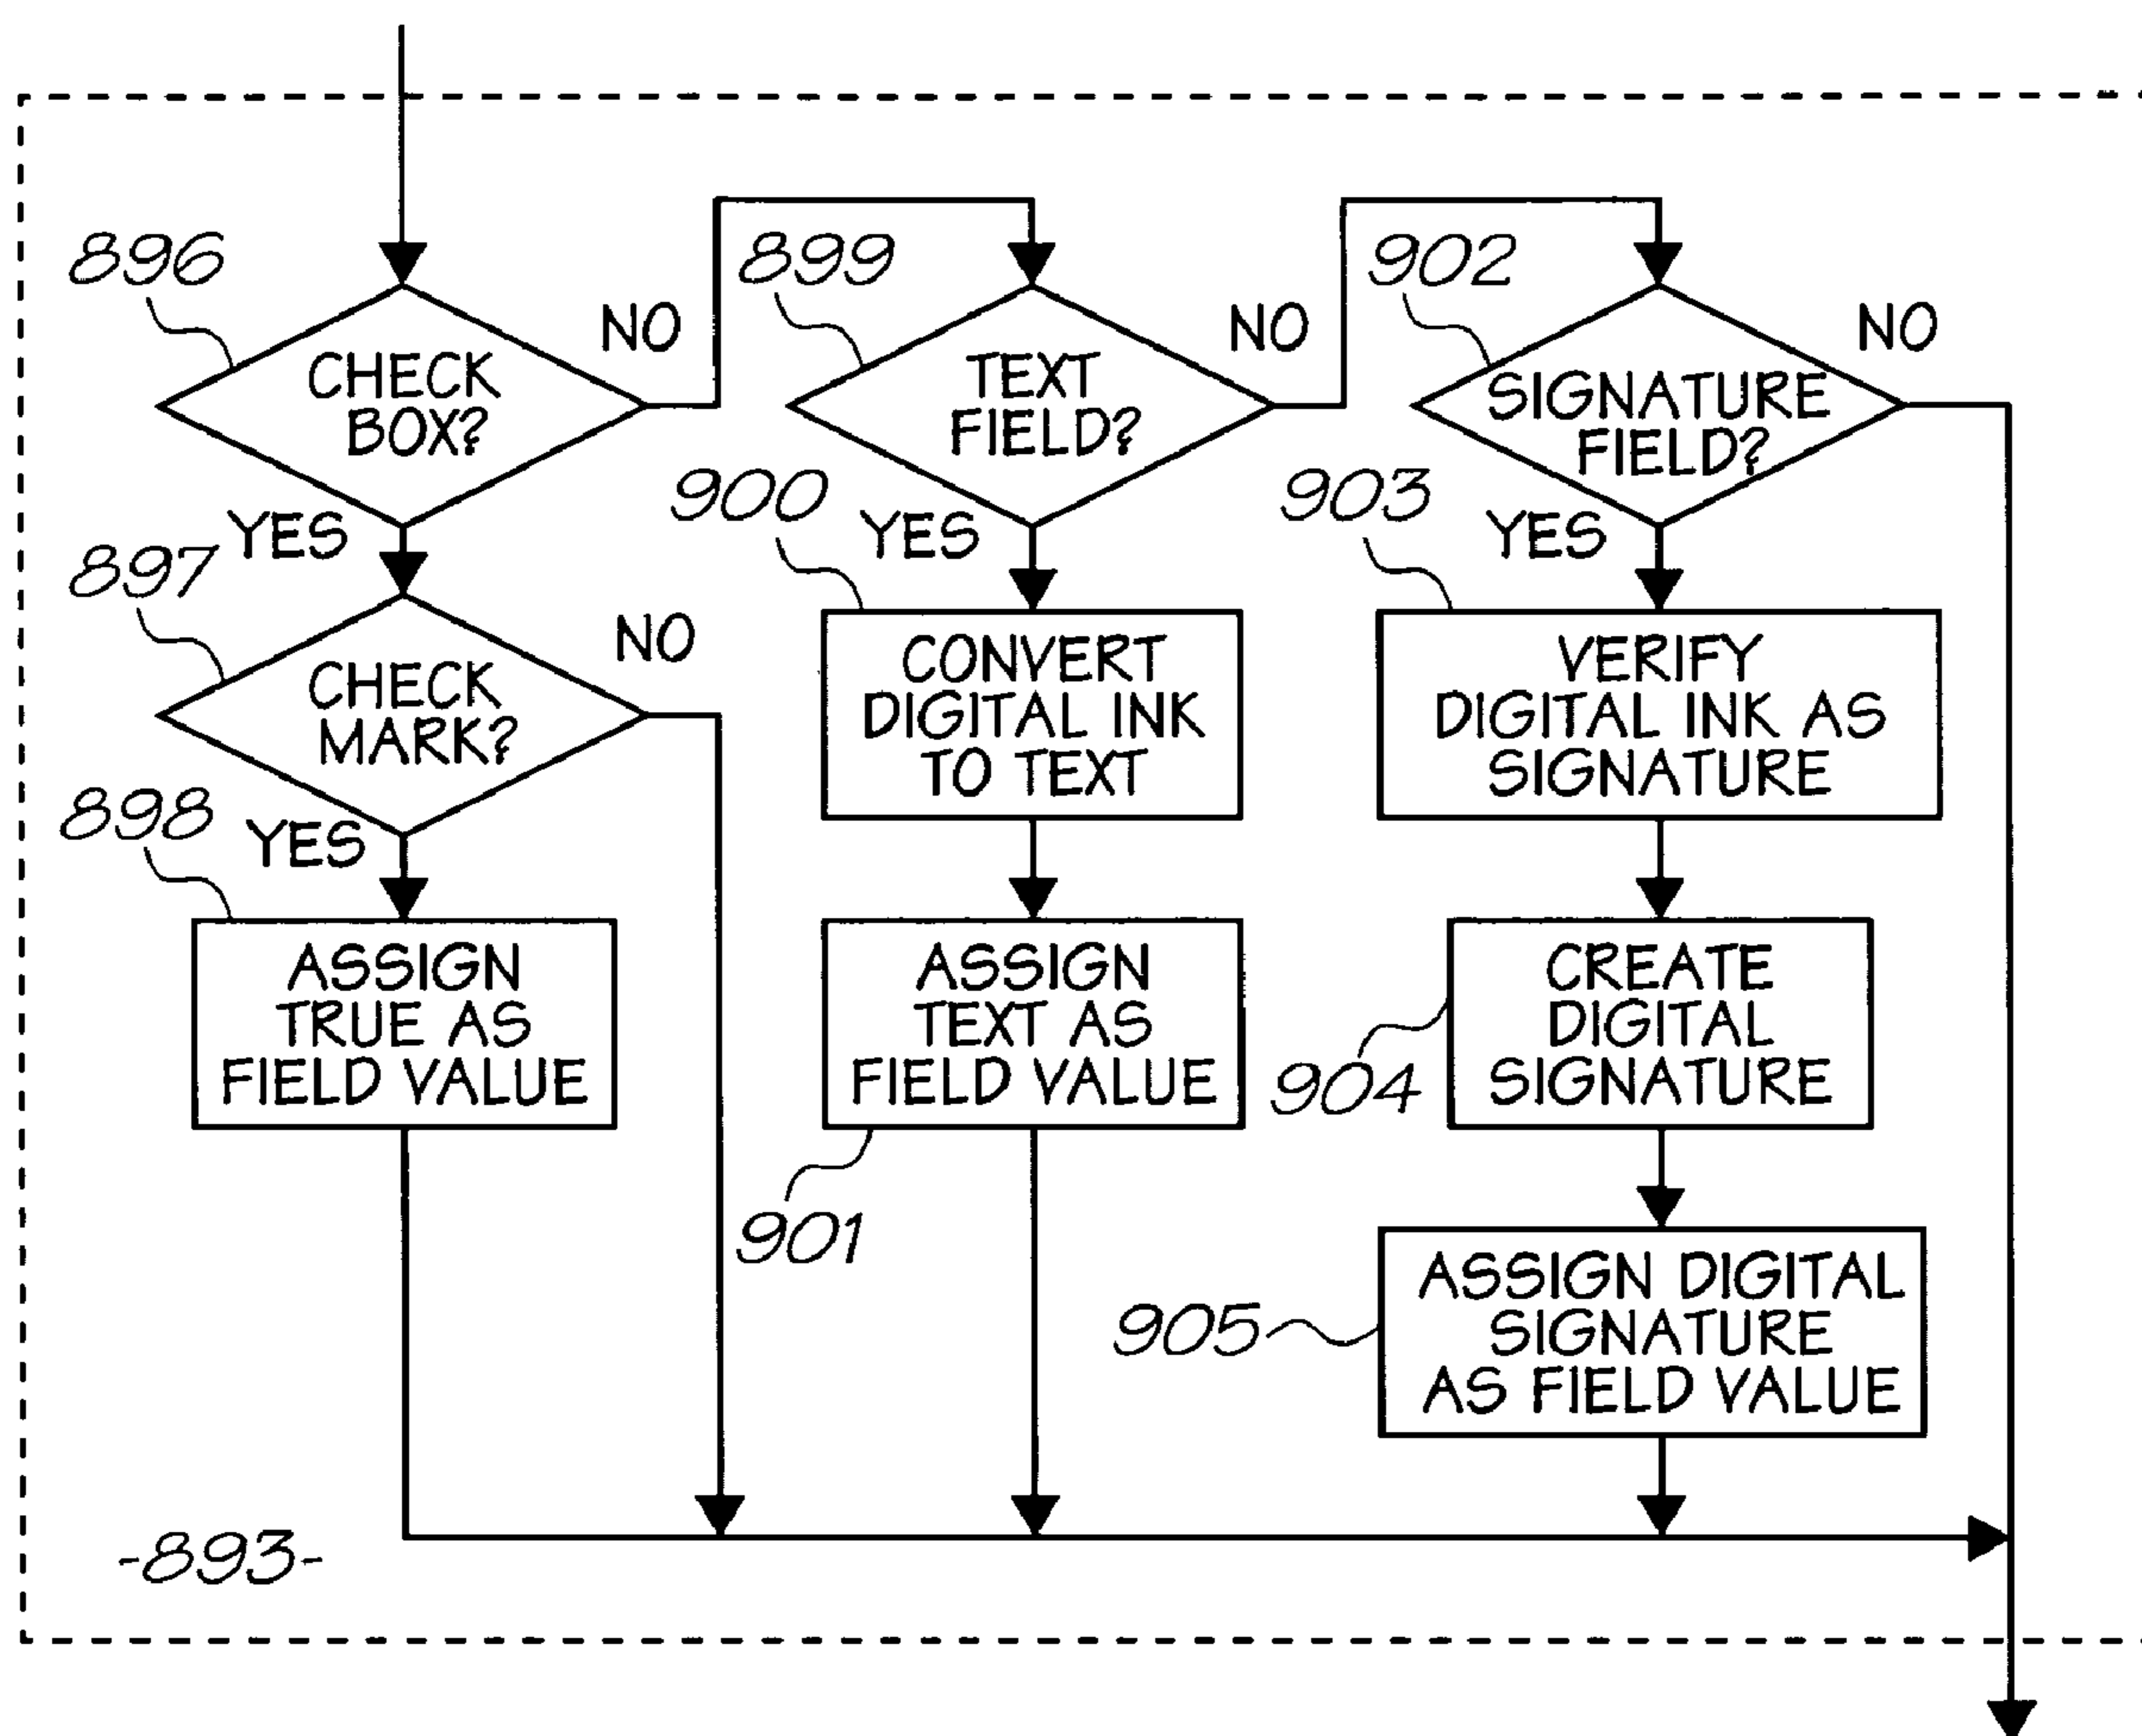 896
CHECK
BOX?
NO
YES
897
CHECK
MARK?
NO
YES
898
ASSIGN
TRUE AS
FIELD VALUE
899
TEXT
FIELD?
NO
YES
900
CONVERT
DIGITAL INK
TO TEXT
ASSIGN
TEXT AS
FIELD VALUE
901
902
SIGNATURE
FIELD?
NO
YES
903
VERIFY
DIGITAL INK AS
SIGNATURE
CREATE
DIGITAL
SIGNATURE
904
ASSIGN DIGITAL
SIGNATURE
AS FIELD VALUE
905
-893-